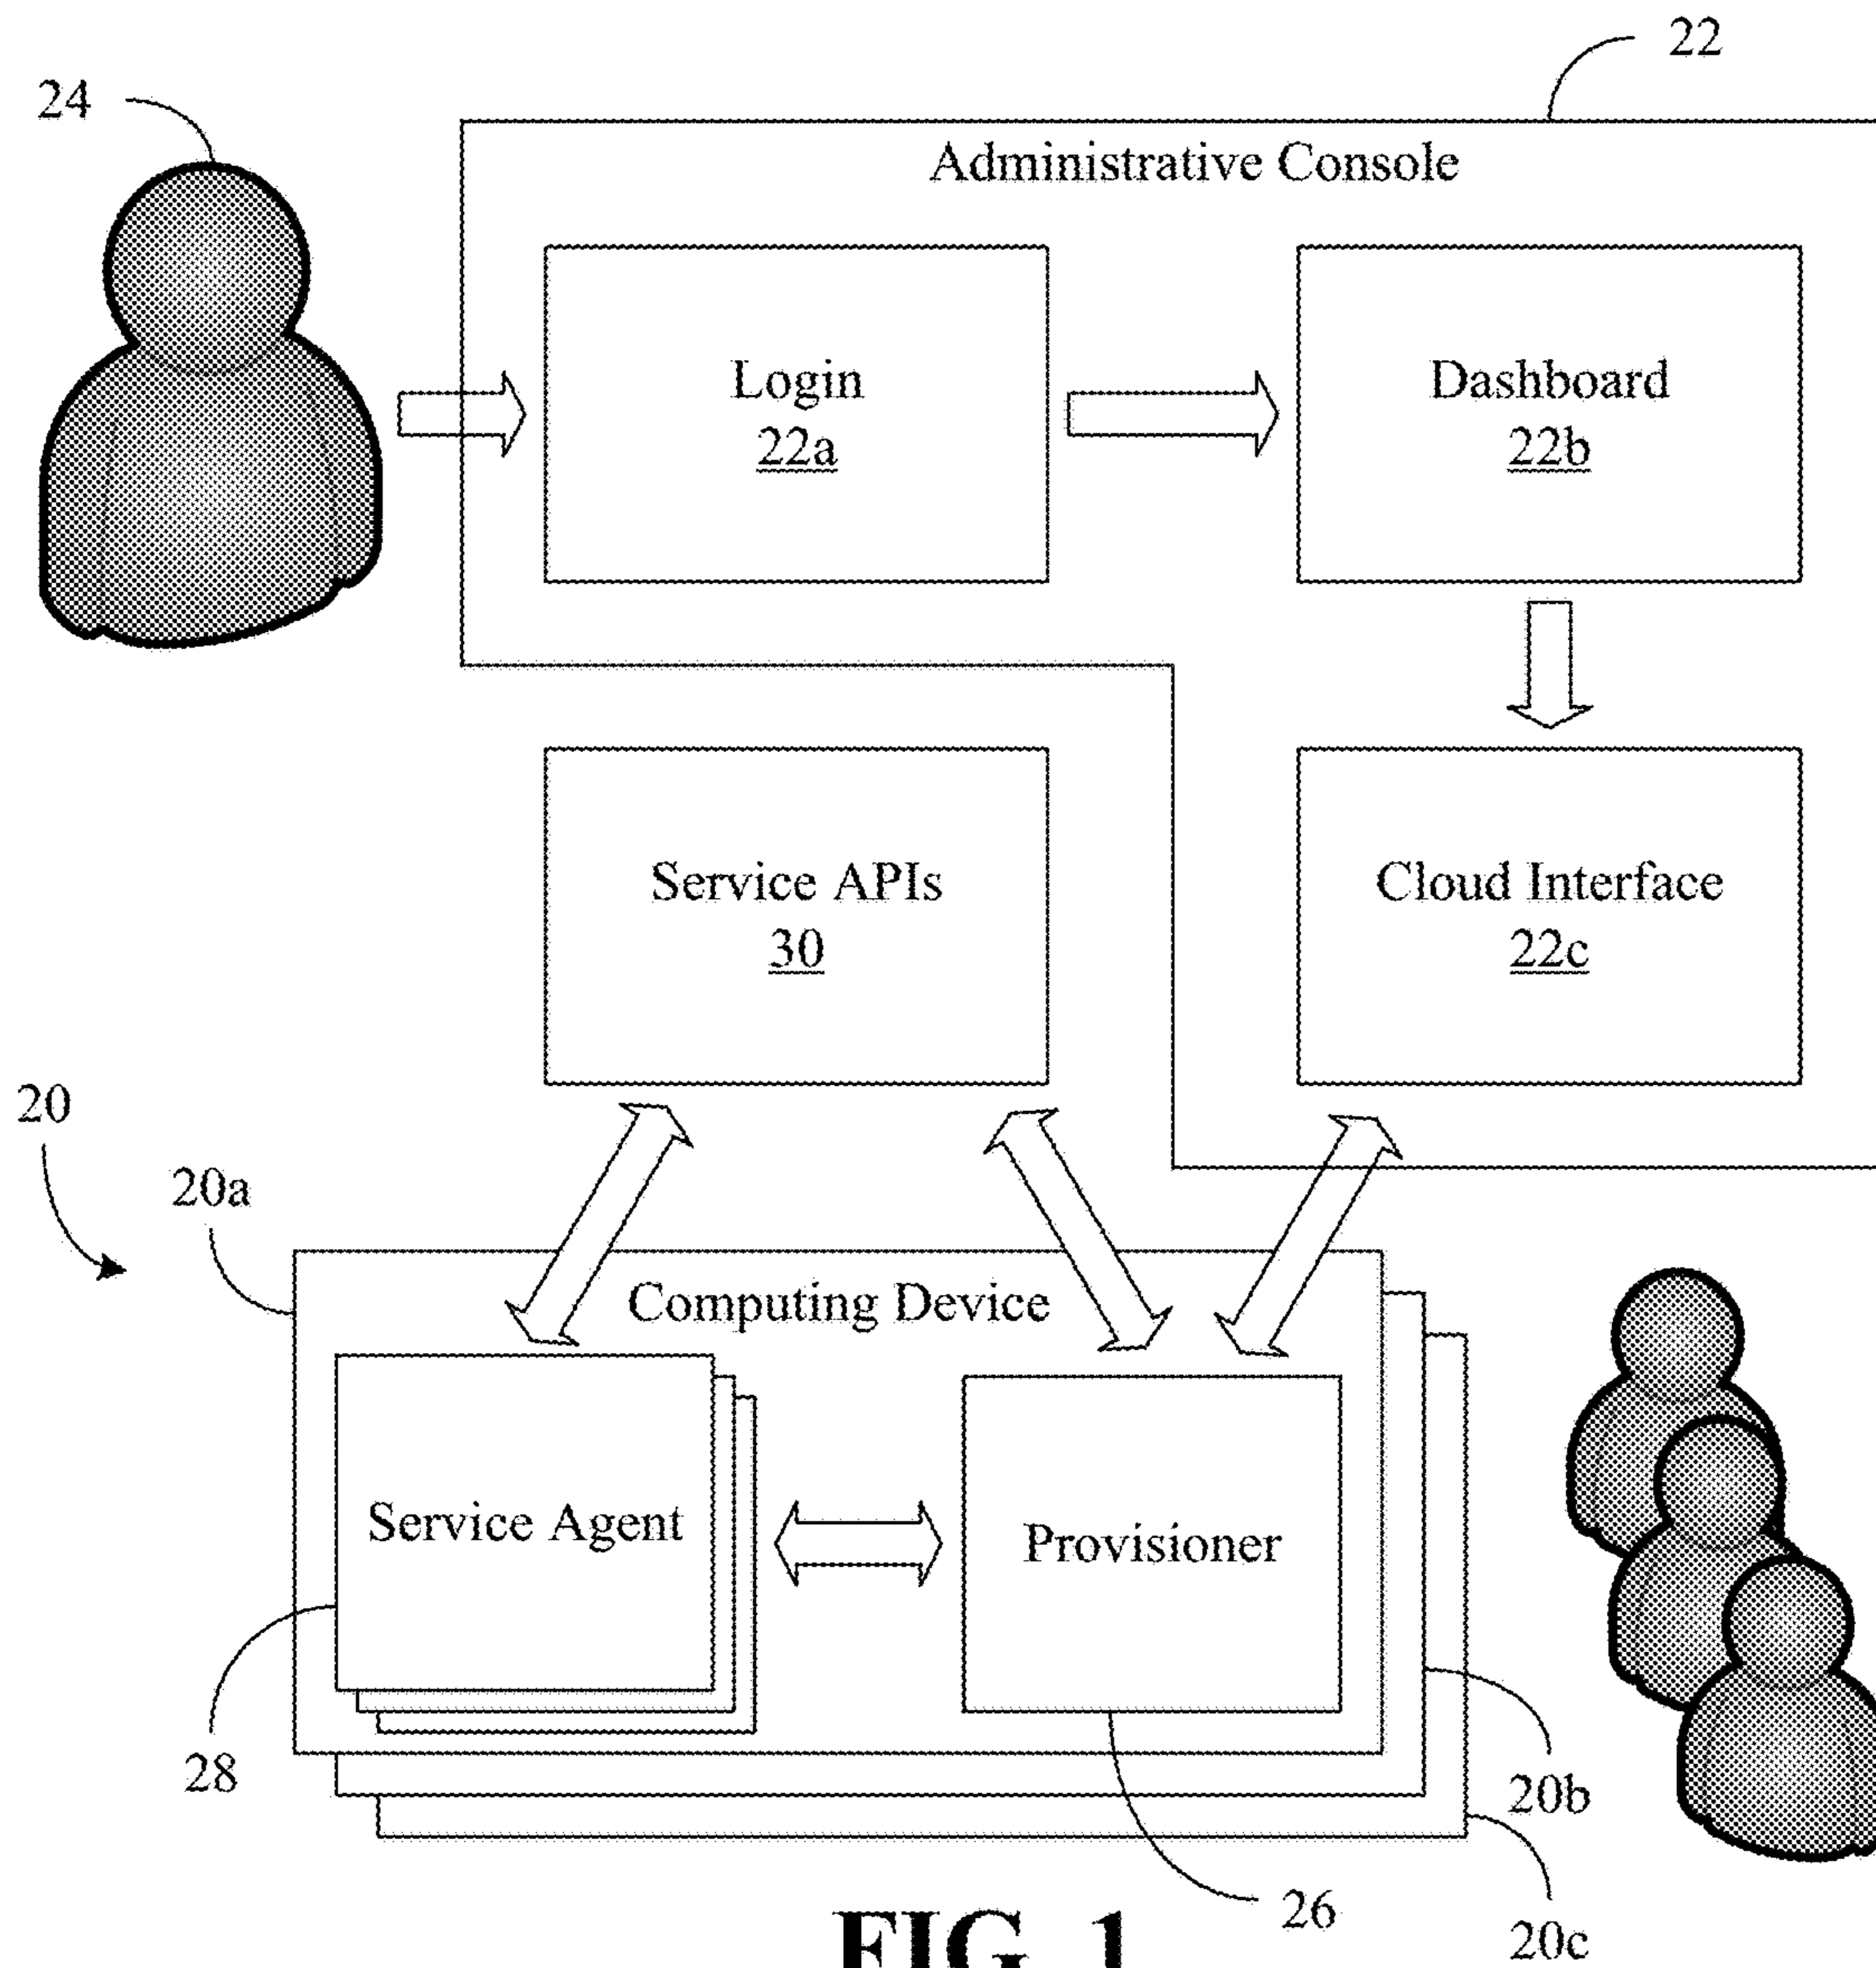 22
24
Administrative Console
Login
22a
Dashboard
22b
Service APIs
30
Cloud Interface
22c
20
20a
Computing Device
Service Agent
Provisioner
28
20b
26
20c
FIG. 1